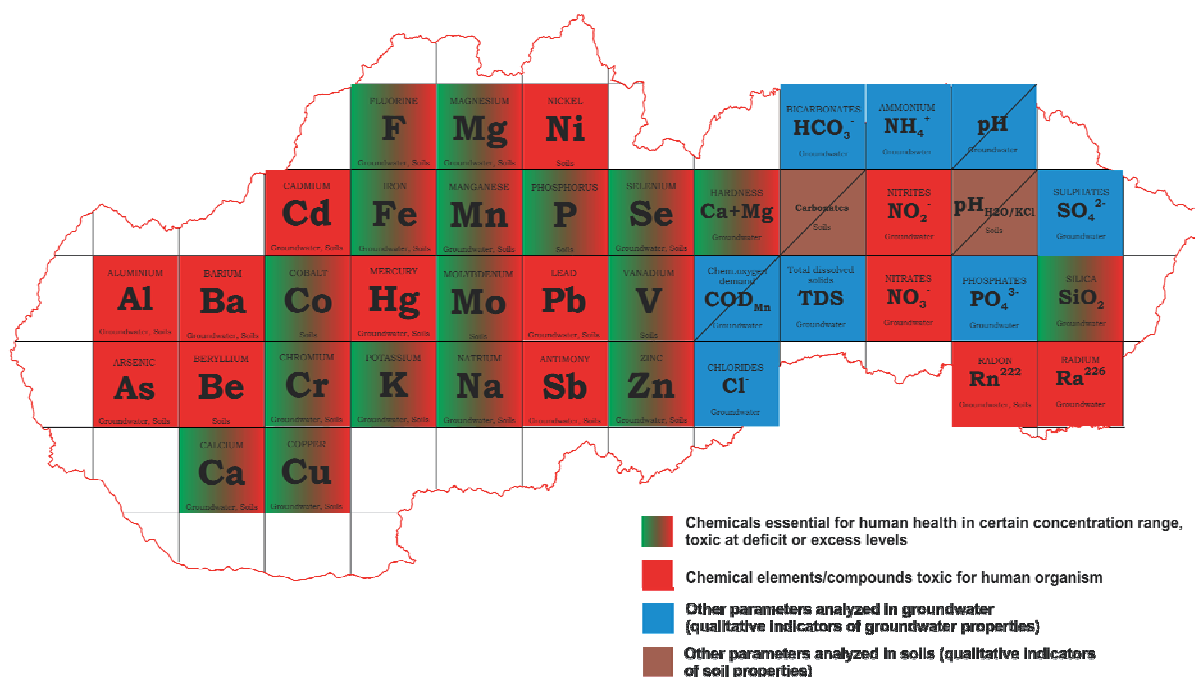 FLUORINE
F
Groundwater, Soils
MAGNESIUM
Mg
Groundwater, Soils
NICKEL
Ni
Soils
BICARBONATES
HCO₃⁻
Groundwater
AMMONIUM
NH₄⁺
Groundwater
pH
Groundwater
CADMIUM
Cd
Groundwater, Soils
IRON
Fe
Groundwater, Soils
MANGANESE
Mn
Groundwater, Soils
PHOSPHORUS
P
Soils
SELENIUM
Se
Groundwater, Soils
HARDNESS
Ca+Mg
Groundwater
Carbonates
Soils
NITRITES
NO₂⁻
Groundwater
pH H2O/KCl
Soils
SULPHATES
SO₄²⁻
Groundwater
ALUMINIUM
Al
Groundwater, Soils
BARIUM
Ba
Groundwater, Soils
COBALT
Co
Soils
MERCURY
Hg
Groundwater, Soils
MOLYTDENUM
Mo
Soils
LEAD
Pb
Groundwater, Soils
VANADIUM
V
Soils
Chem.oxygen
demand
COD Mn
Groundwater
Total dissolved
solids
TDS
Groundwater
NITRATES
NO₃⁻
Groundwater
PHOSPHATES
PO₄³⁻
Groundwater
SILICA
SiO₂
Groundwater
ARSENIC
As
Groundwater, Soils
BERYLLIUM
Be
Soils
CHROMIUM
Cr
Groundwater, Soils
POTASSIUM
K
Groundwater, Soils
NATRIUM
Na
Groundwater, Soils
ANTIMONY
Sb
Groundwater, Soils
ZINC
Zn
Groundwater, Soils
CHLORIDES
Cl⁻
Groundwater
RADON
Rn²²²
Groundwater, Soils
RADIUM
Ra²²⁶
Groundwater
CALCIUM
Ca
Groundwater, Soils
COPPER
Cu
Groundwater, Soils
Chemicals essential for human health in certain concentration range,
toxic at deficit or excess levels
Chemical elements/compounds toxic for human organism
Other parameters analyzed in groundwater
(qualitative indicators of groundwater properties)
Other parameters analyzed in soils (qualitative indicators
of soil properties)